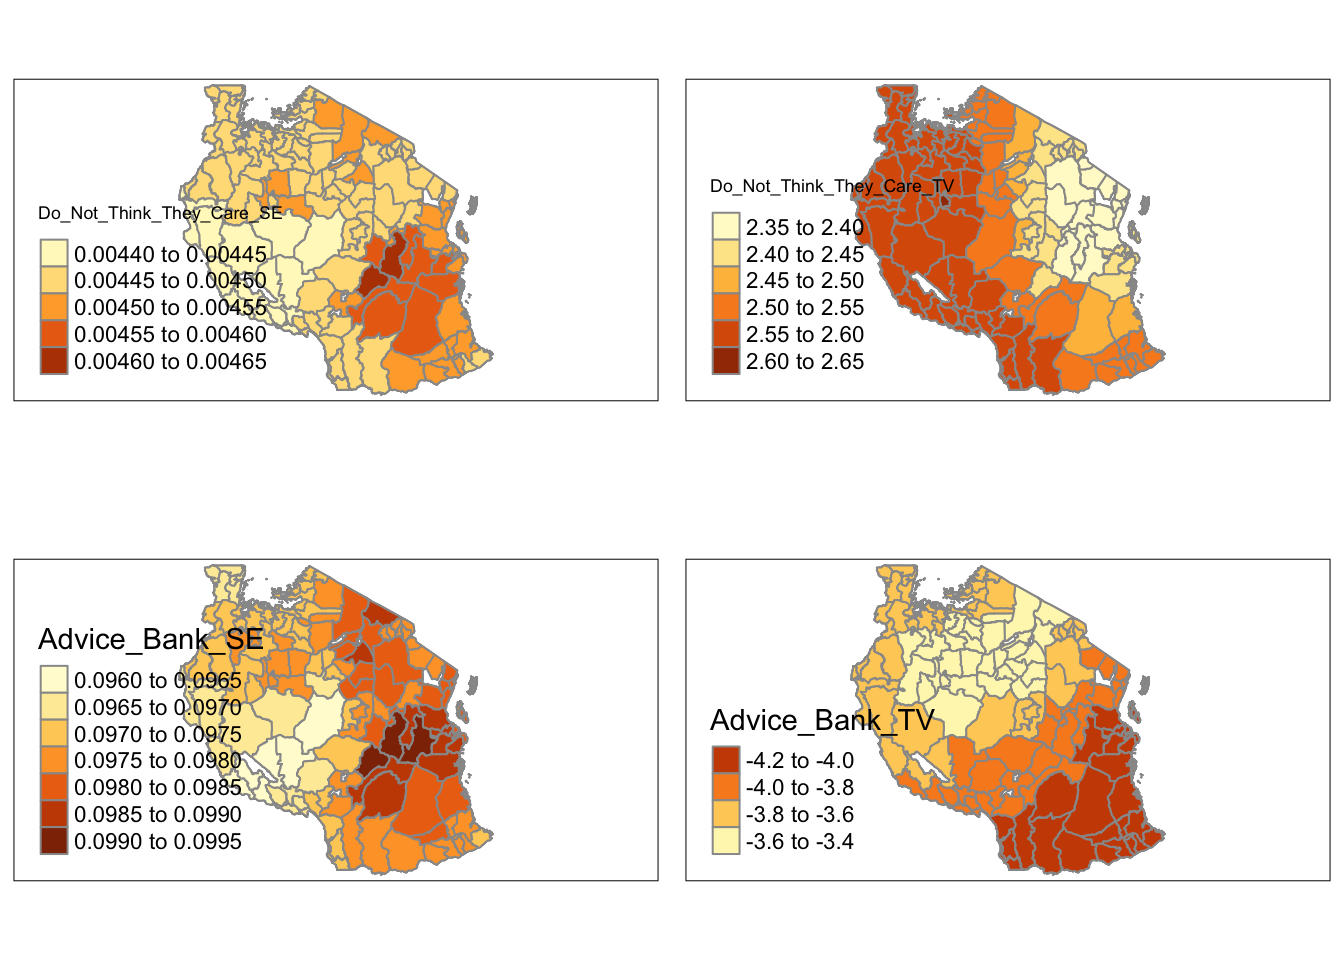 Do_Not_Think_They_Care_SE
0.00440 to 0.00445
0.00445 to 0.00450
0.00450 to 0.00455
0.00455 to 0.00460
0.00460 to 0.00465
Do_Not_Think_They_Care_TV
2.35 to 2.40
2.40 to 2.45
2.45 to 2.50
2.50 to 2.55
2.55 to 2.60
2.60 to 2.65
Advice_Bank_SE
0.0960 to 0.0965
0.0965 to 0.0970
0.0970 to 0.0975
0.0975 to 0.0980
0.0980 to 0.0985
0.0985 to 0.0990
0.0990 to 0.0995
Advice_Bank_TV
-4.2 to -4.0
-4.0 to -3.8
-3.8 to -3.6
-3.6 to -3.4